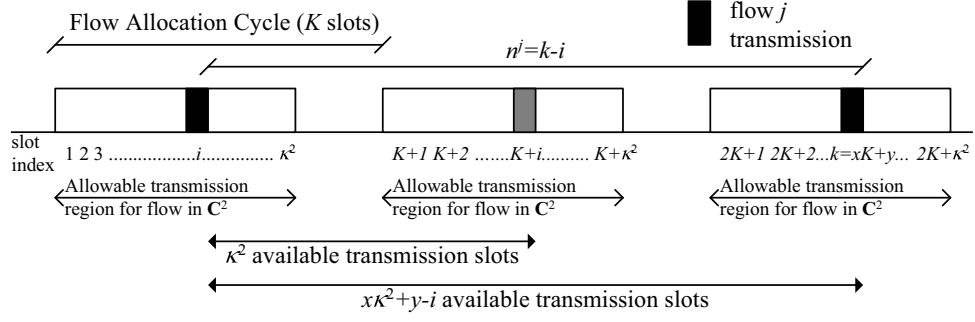 Flow Allocation Cycle (K slots)
flow j
transmission
n^j=k-i
slot
index
1 2 3 ....................i................ κ²
K+1 K+2 ........K+i.......... K+κ²
2K+1 2K+2...k=xK+y... 2K+κ²
Allowable transmission
region for flow in C²
Allowable transmission
region for flow in C²
Allowable transmission
region for flow in C²
κ² available transmission slots
xκ²+y-i available transmission slots